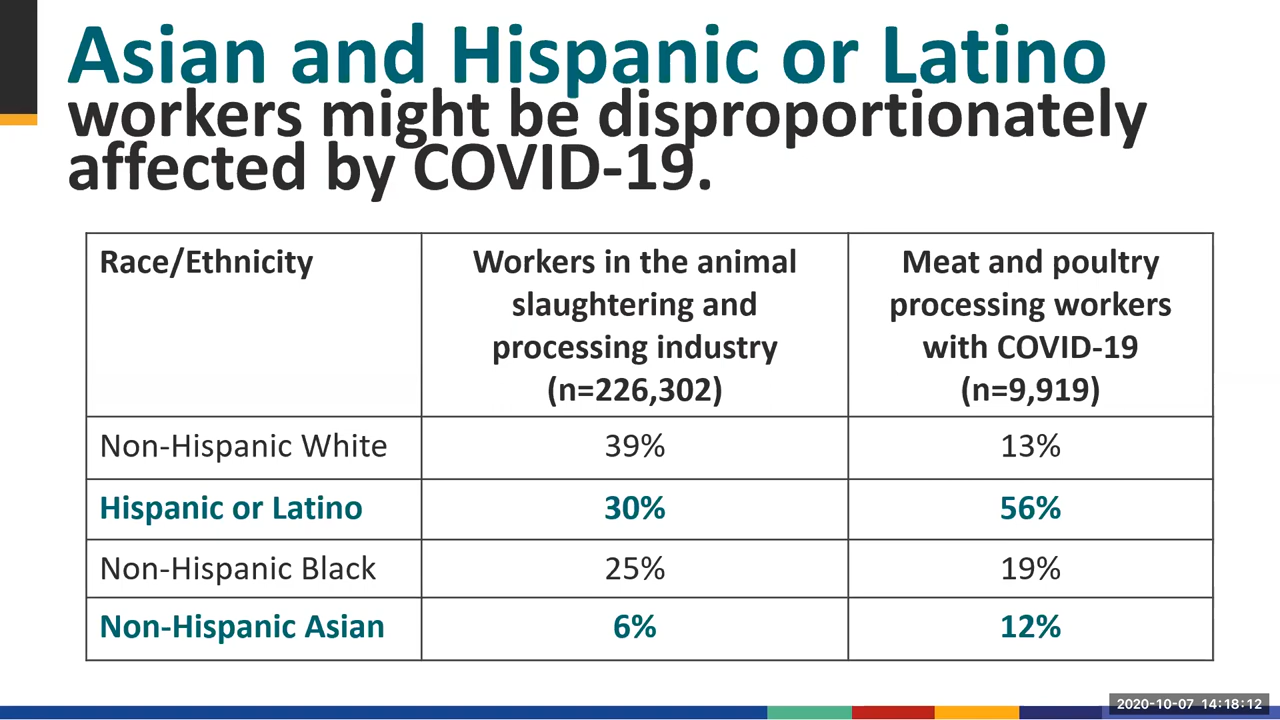 Asian and Hispanic or Latino
workers might be disproportionately
affected by COVID-19.
Race/Ethnicity
Workers in the animal
slaughtering and
processing industry
(n=226,302)
Meat and poultry
processing workers
with COVID-19
(n=9,919)
Non-Hispanic White 39% 13%
Hispanic or Latino 30% 56%
Non-Hispanic Black 25% 19%
Non-Hispanic Asian 6% 12%
2020-10-07 14:18:12